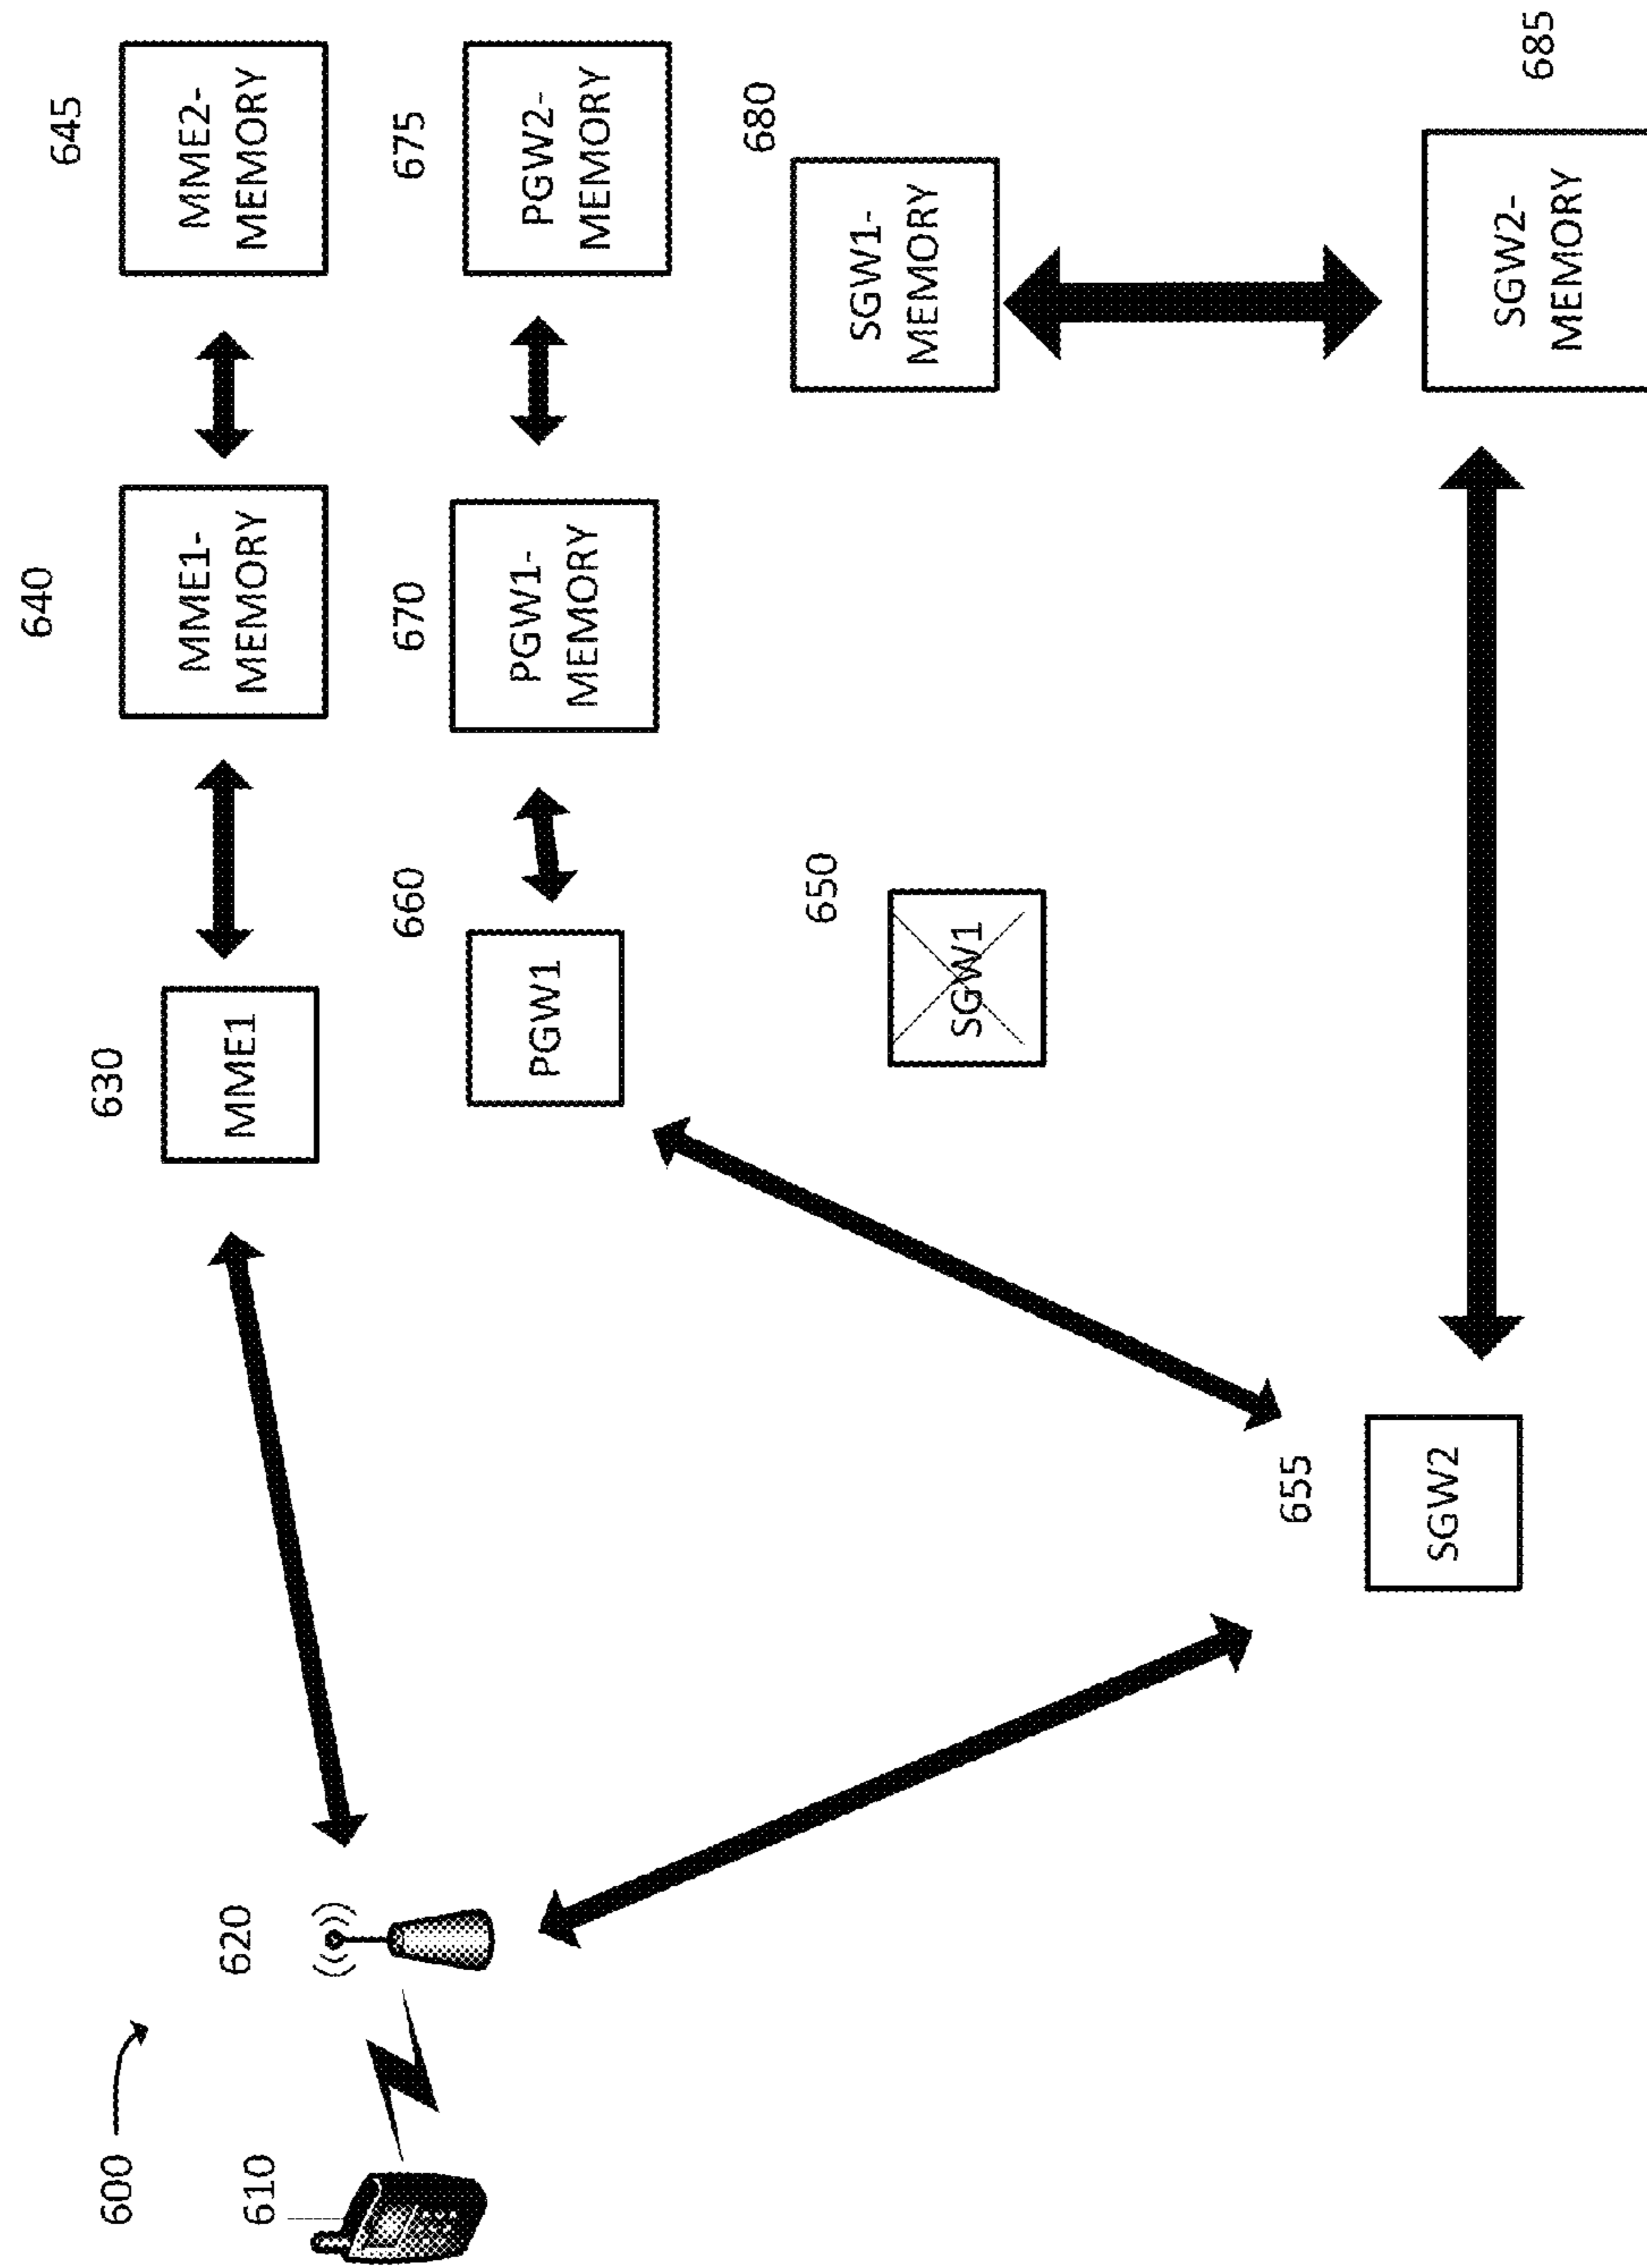 600
610
620
630
MME1
640
MME1-
MEMORY
645
MME2-
MEMORY
660
PGW1
670
PGW1-
MEMORY
675
PGW2-
MEMORY
650
SGW1
680
SGW1-
MEMORY
655
SGW2
685
SGW2-
MEMORY